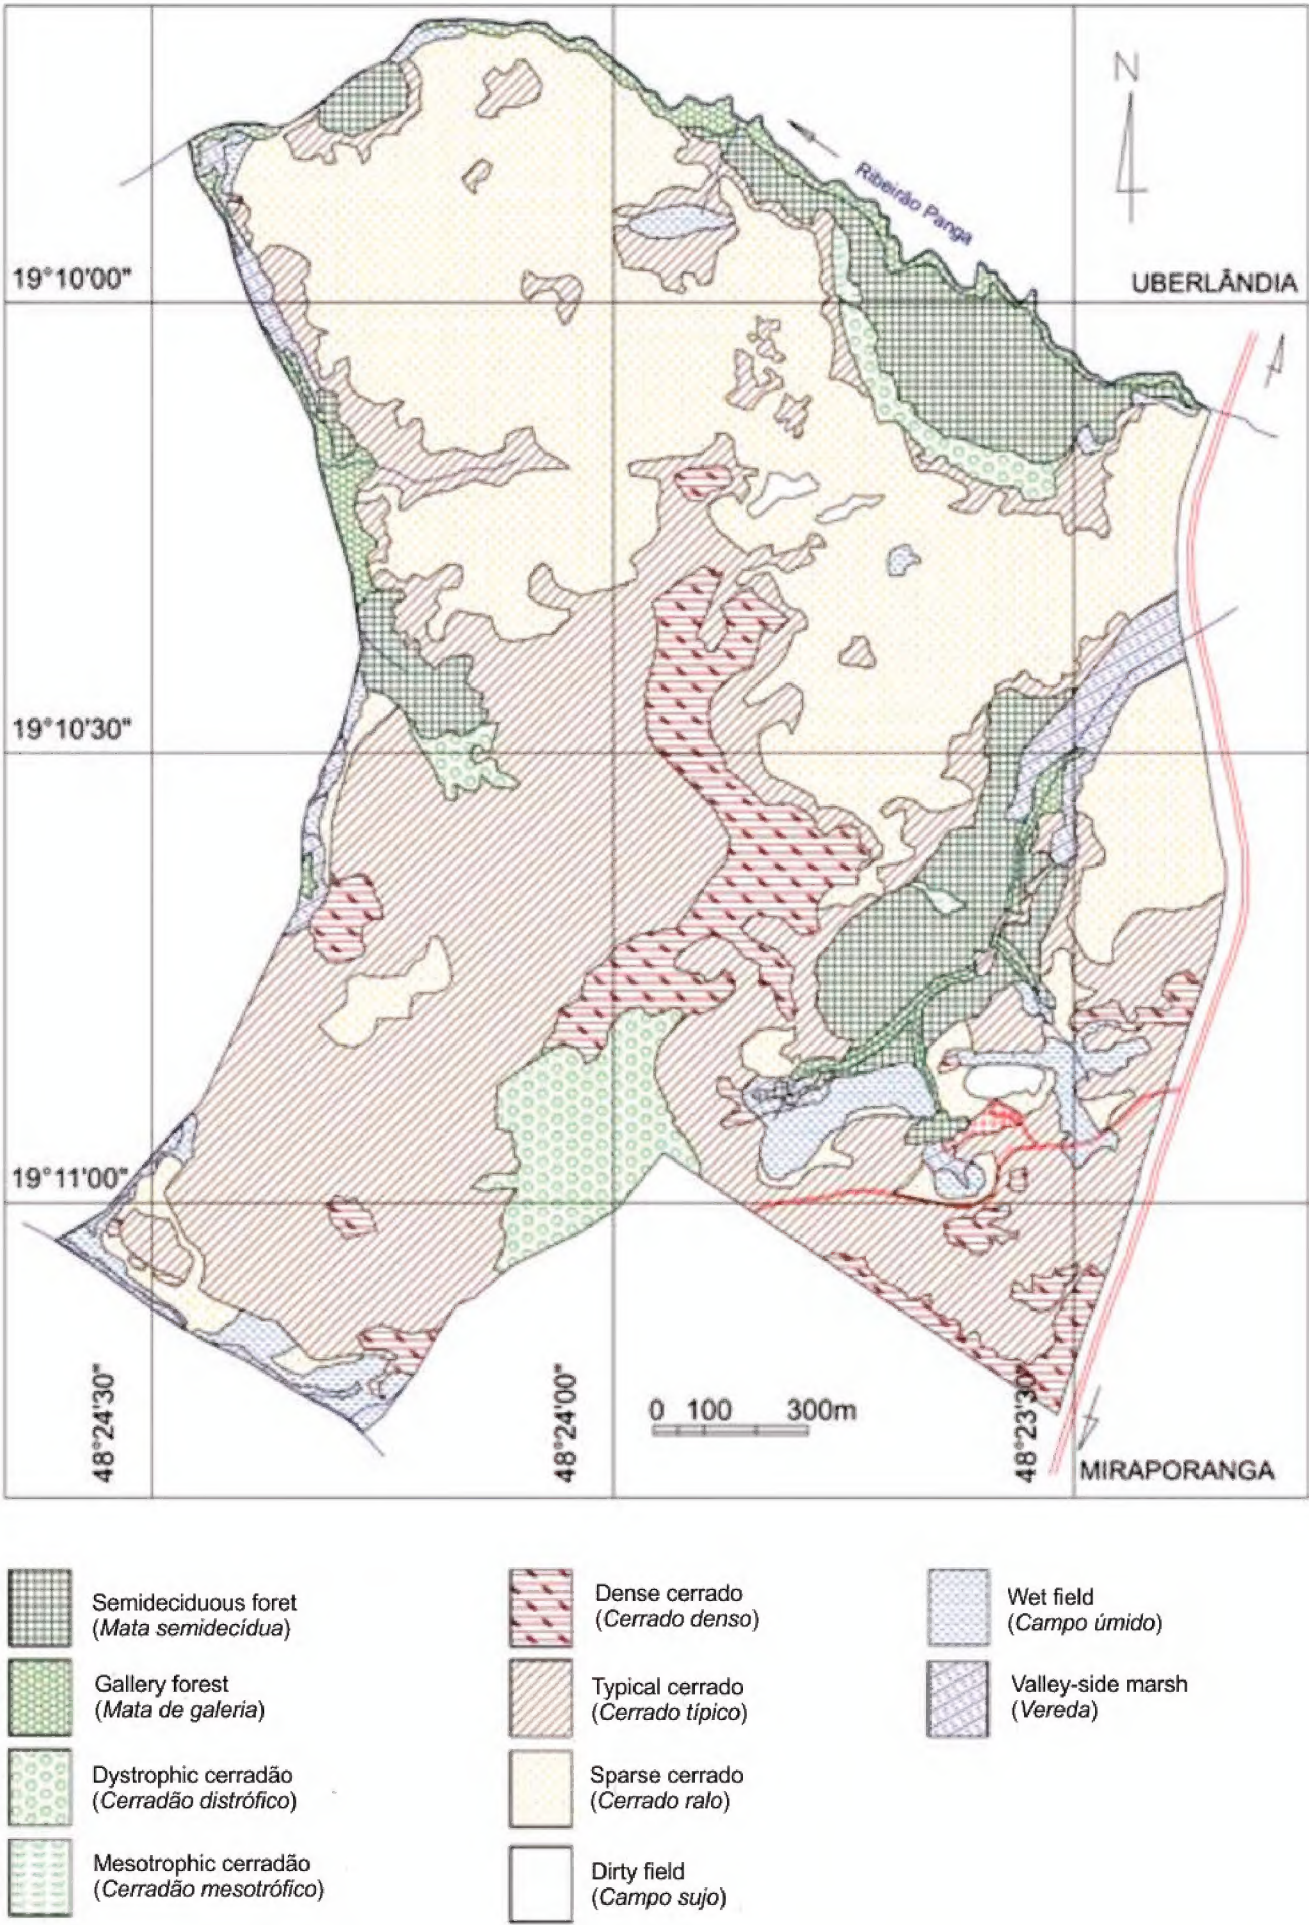 N
Ribeirão Panga
19°10'00"
UBERLÂNDIA
19°10'30"
19°11'00"
48°24'30"
48°24'00"
48°23'30"
0 100 300m
MIRAPORANGA
Semideciduous foret
(Mata semidecídua)
Gallery forest
(Mata de galeria)
Dystrophic cerradão
(Cerradão distrófico)
Mesotrophic cerradão
(Cerradão mesotrófico)
Dense cerrado
(Cerrado denso)
Typical cerrado
(Cerrado típico)
Sparse cerrado
(Cerrado ralo)
Dirty field
(Campo sujo)
Wet field
(Campo úmido)
Valley-side marsh
(Vereda)